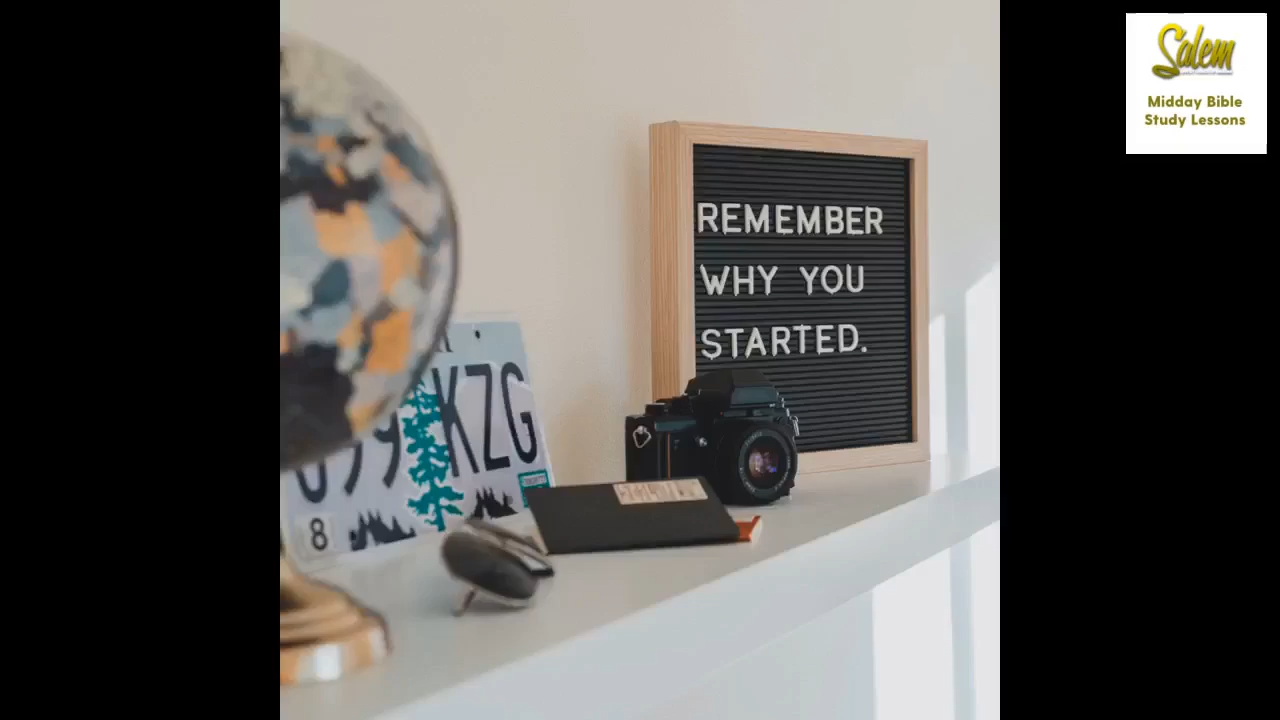 Salem
Midday Bible
Study Lessons
REMEMBER
WHY YOU
STARTED.
KZG
8